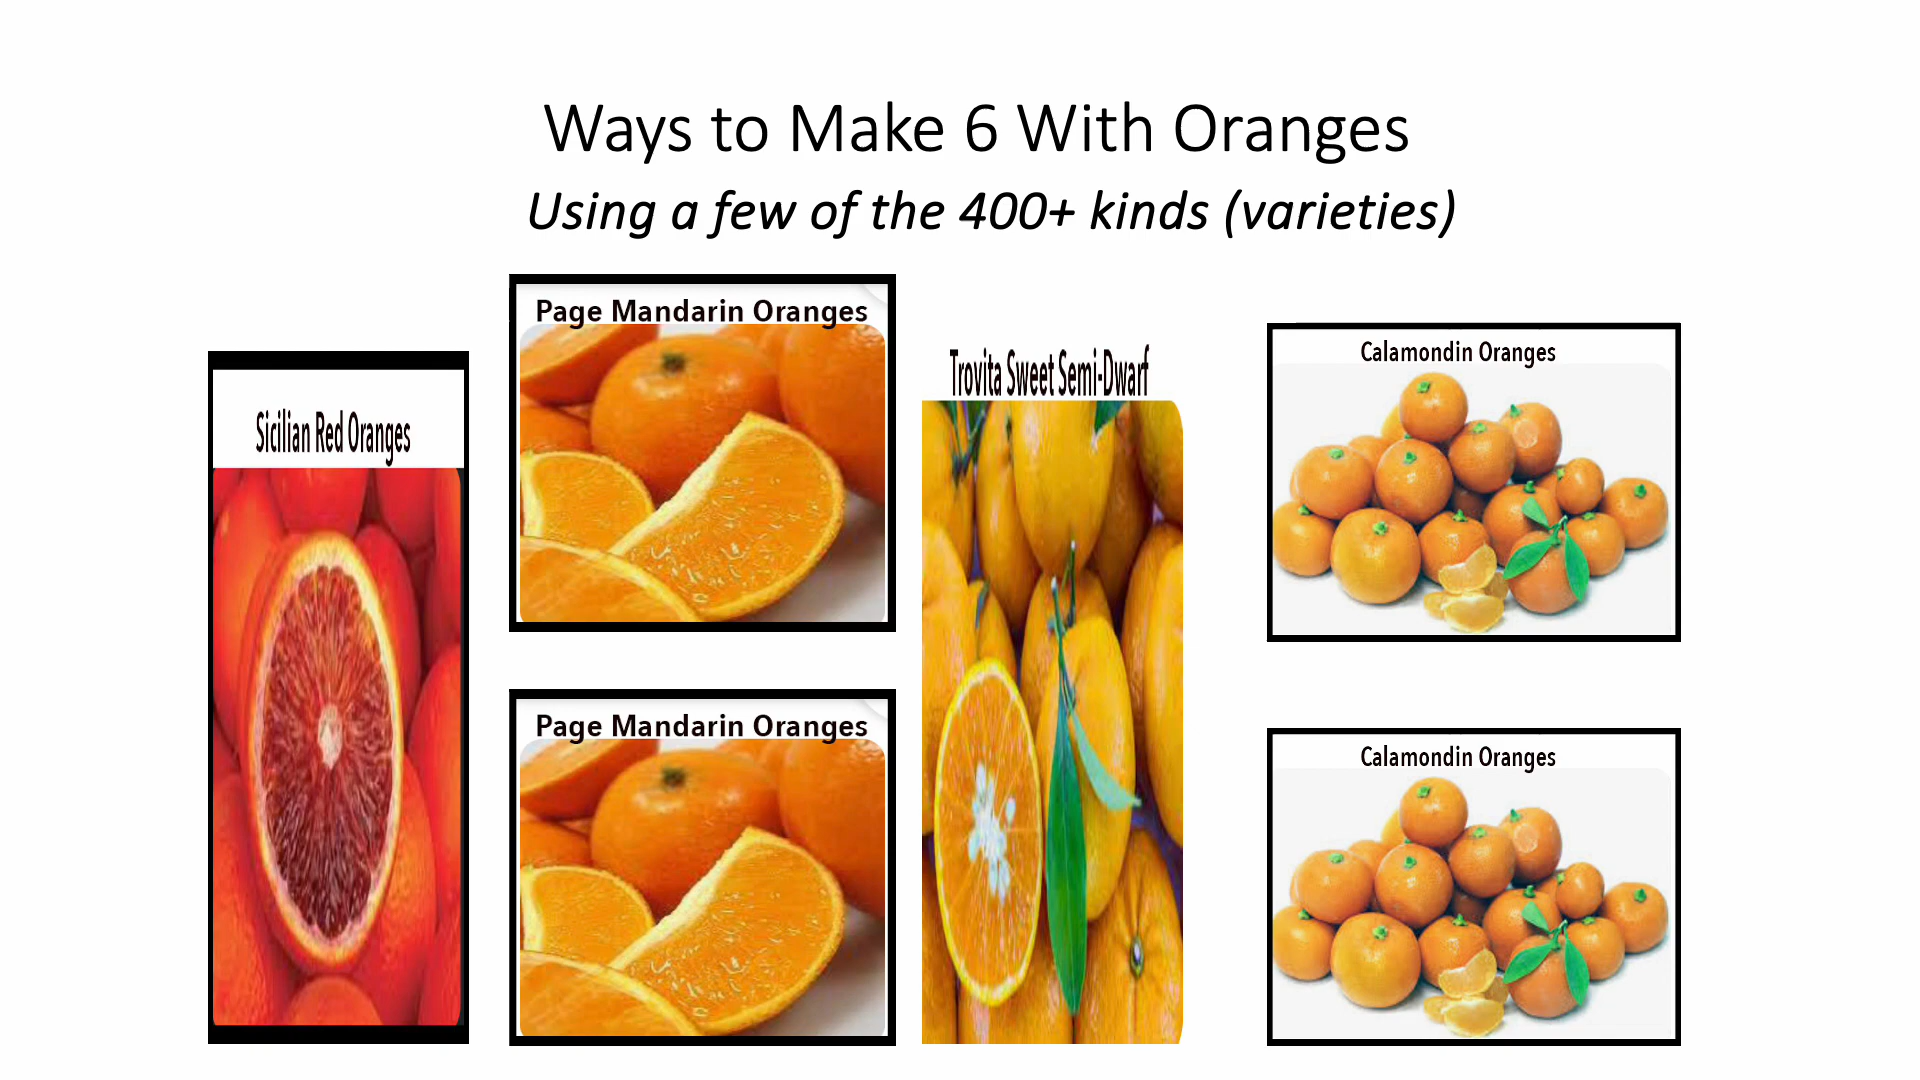 Ways to Make 6 With Oranges
Using a few of the 400+ kinds (varieties)
Sicilian Red Oranges
Page Mandarin Oranges
Page Mandarin Oranges
Trovita Sweet Semi-Dwarf
Calamondin Oranges
Calamondin Oranges